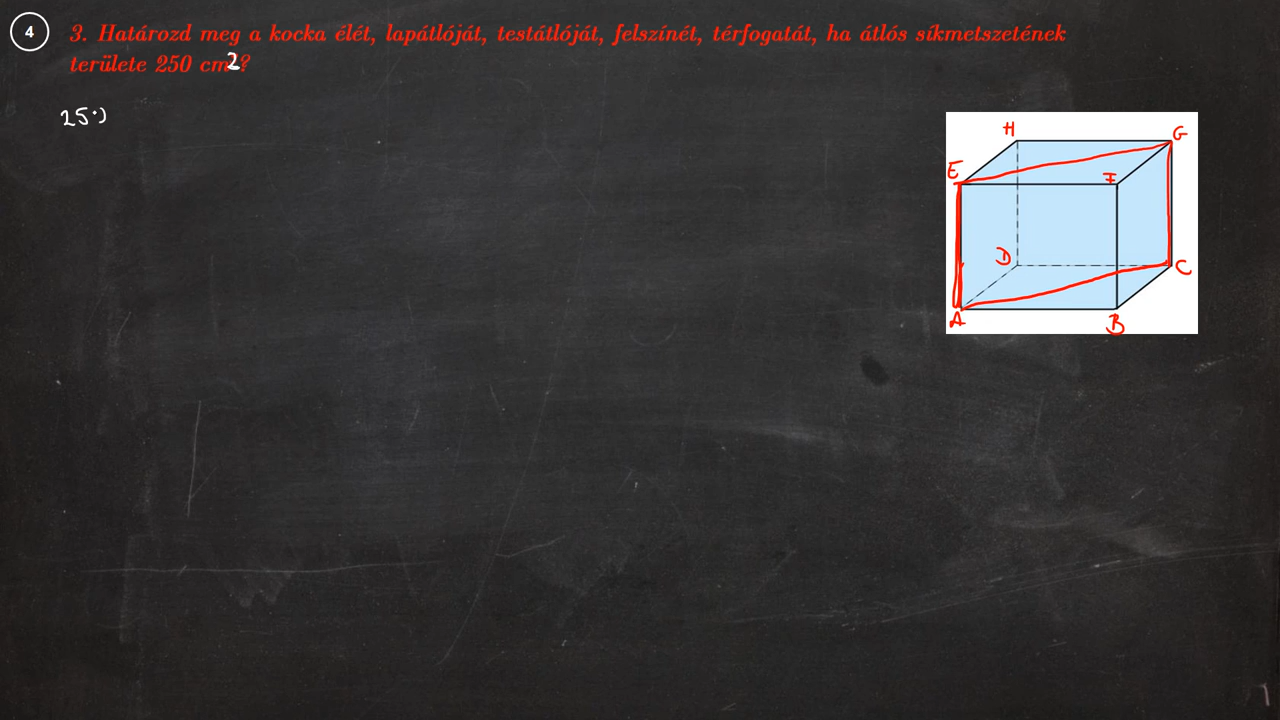 4
3. Határozd meg a kocka élét, lapátlóját, testátlóját, felszínét, térfogatát, ha átlós síkmetszetének
területe 250 cm2?
H
G
E
F
D
C
A
B